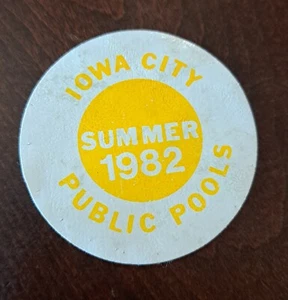 IOWA CITY
SUMMER
1982
PUBLIC POOLS